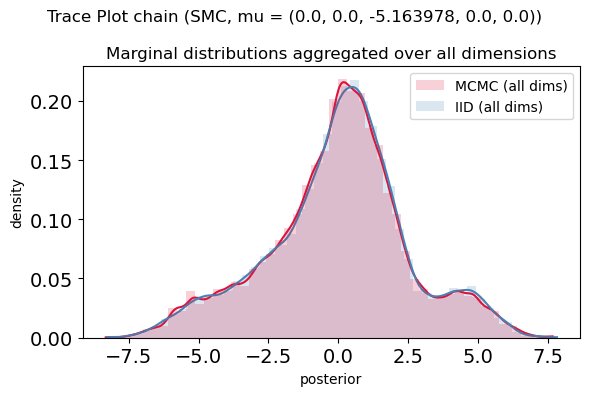 Trace Plot chain (SMC, mu = (0.0, 0.0, -5.163978, 0.0, 0.0))
Marginal distributions aggregated over all dimensions
MCMC (all dims)
IID (all dims)
density
0.20
0.15
0.10
0.05
0.00
−7.5 −5.0 −2.5 0.0 2.5 5.0 7.5
posterior